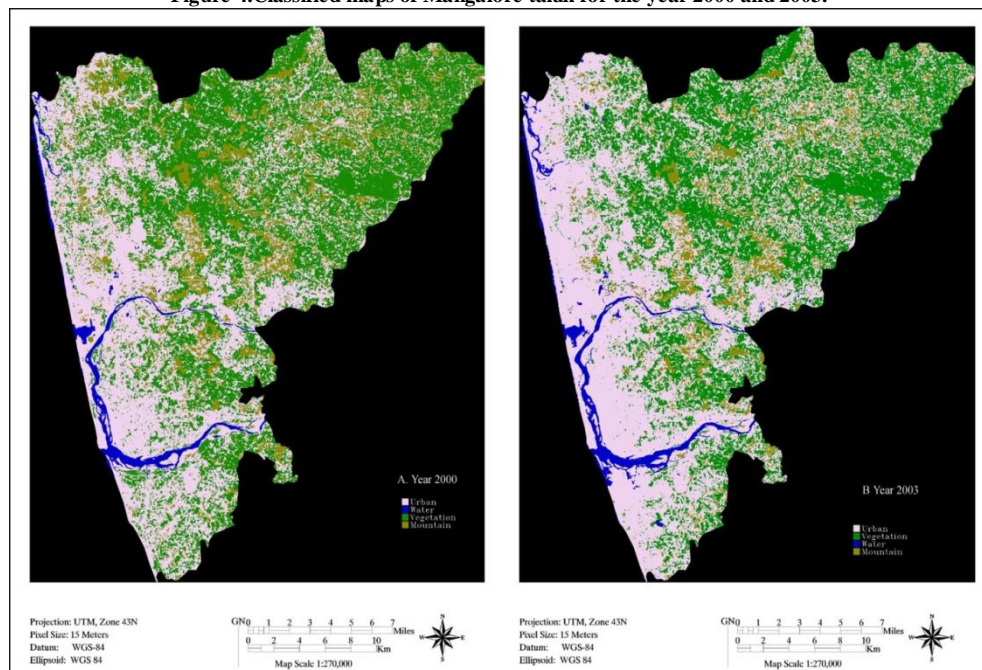 Figure 4.Classified maps of Mangalore taluk for the year 2000 and 2003.
A. Year 2000
Urban
Water
Vegetation
Mountain
Projection: UTM, Zone 43N
Pixel Size: 15 Meters
Datum: WGS-84
Ellipsoid: WGS 84
GN 0 1 2 3 4 5 6 7
Miles
0 2 4 6 8 10
Km
Map Scale 1:270,000
N
W E
S
B Year 2003
Urban
Vegetation
Water
Mountain
Projection: UTM, Zone 43N
Pixel Size: 15 Meters
Datum: WGS-84
Ellipsoid: WGS 84
GN 0 1 2 3 4 5 6 7
Miles
0 2 4 6 8 10
Km
Map Scale 1:270,000
N
W E
S